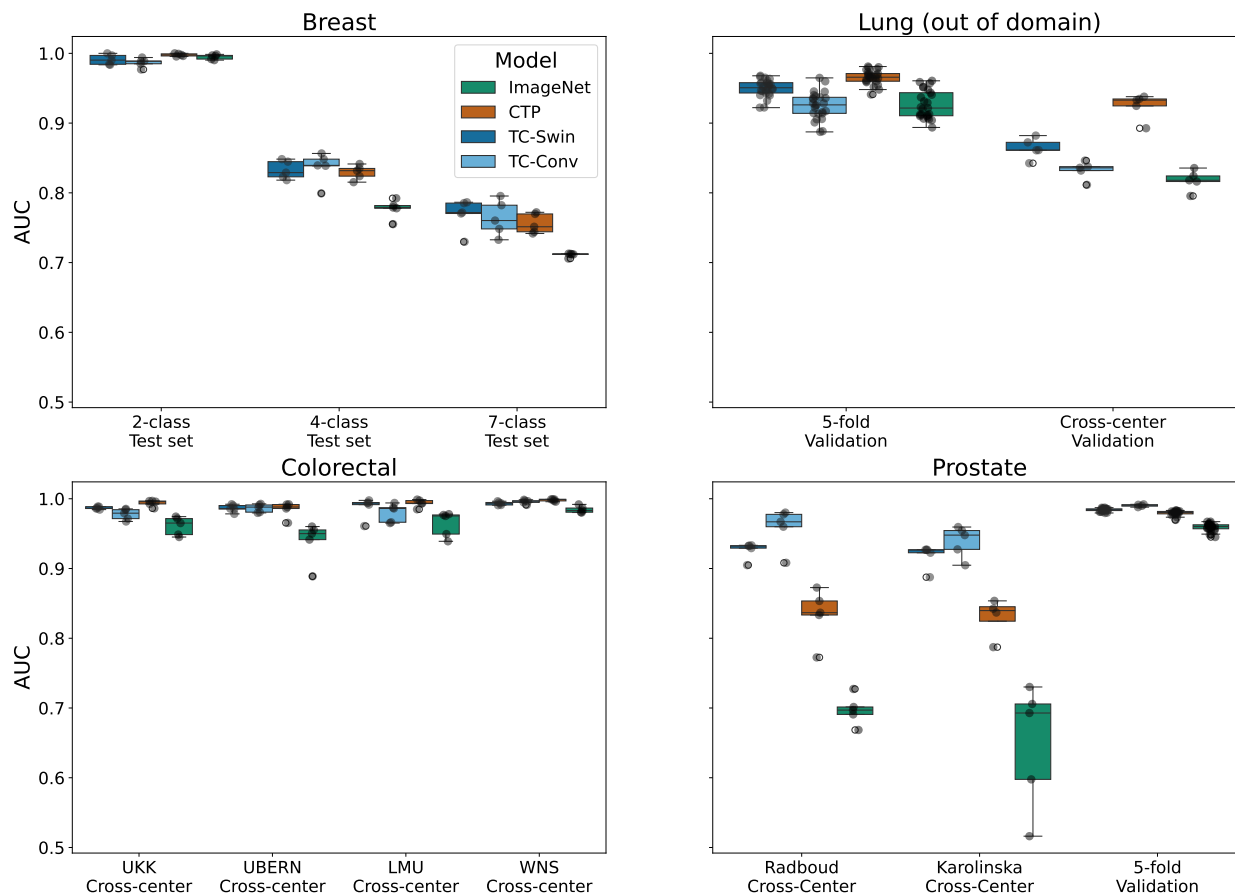 Breast
1.0
0.9
0.8
0.7
0.6
0.5
AUC
Model
ImageNet
CTP
TC-Swin
TC-Conv
2-class
Test set
4-class
Test set
7-class
Test set
Lung (out of domain)
5-fold
Validation
Cross-center
Validation
Colorectal
1.0
0.9
0.8
0.7
0.6
0.5
AUC
UKK
Cross-center
UBERN
Cross-center
LMU
Cross-center
WNS
Cross-center
Prostate
Radboud
Cross-Center
Karolinska
Cross-Center
5-fold
Validation